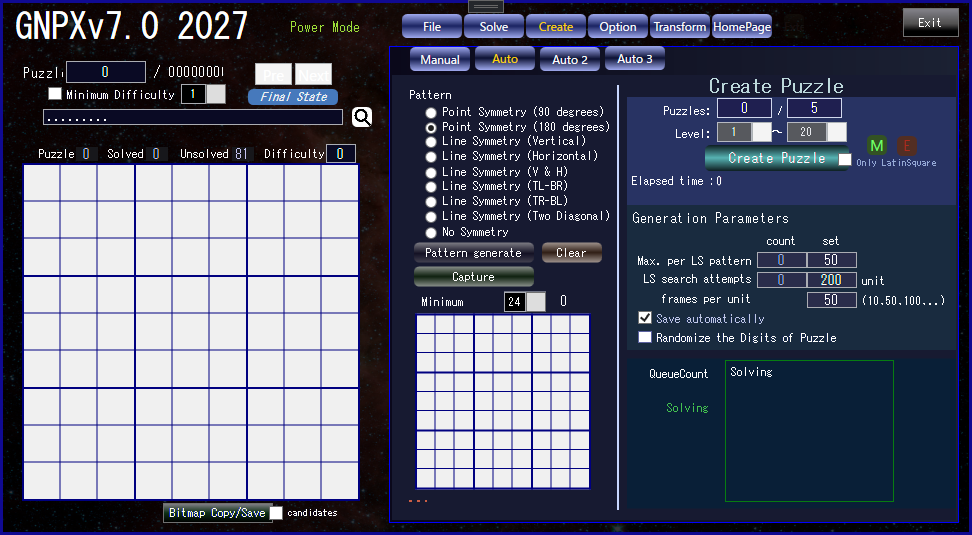 GNPXv7.0 2027
Power Mode
File Solve Create Option Transform HomePage
Exit
Manual Auto Auto 2 Auto 3
0 / 0000000
Pre Next
Minimum Difficulty 1
Final State
.........
Puzzle 0 Solved 0 Unsolved 81 Difficulty 0
Bitmap Copy/Save candidates
Pattern
Point Symmetry (90 degrees)
Point Symmetry (180 degrees)
Line Symmetry (Vertical)
Line Symmetry (Horizontal)
Line Symmetry (V & H)
Line Symmetry (TL-BR)
Line Symmetry (TR-BL)
Line Symmetry (Two Diagonal)
No Symmetry
Pattern generate Clear
Capture
Minimum 24 0
...
Create Puzzle
Puzzles: 0 / 5
Level: 1 ~ 20
Create Puzzle M E
Only LatinSquare
Elapsed time :0
Generation Parameters
count set
Max. per LS pattern 0 50
LS search attempts 0 200 unit
frames per unit 50 (10.50.100...)
Save automatically
Randomize the Digits of Puzzle
QueueCount Solving
Solving